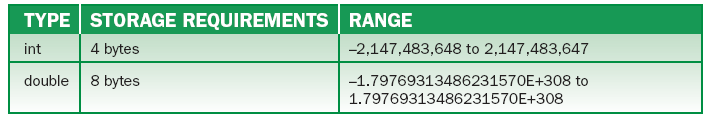 TYPE STORAGE REQUIREMENTS RANGE
int 4 bytes –2,147,483,648 to 2,147,483,647
double 8 bytes –1.79769313486231570E+308 to
1.79769313486231570E+308